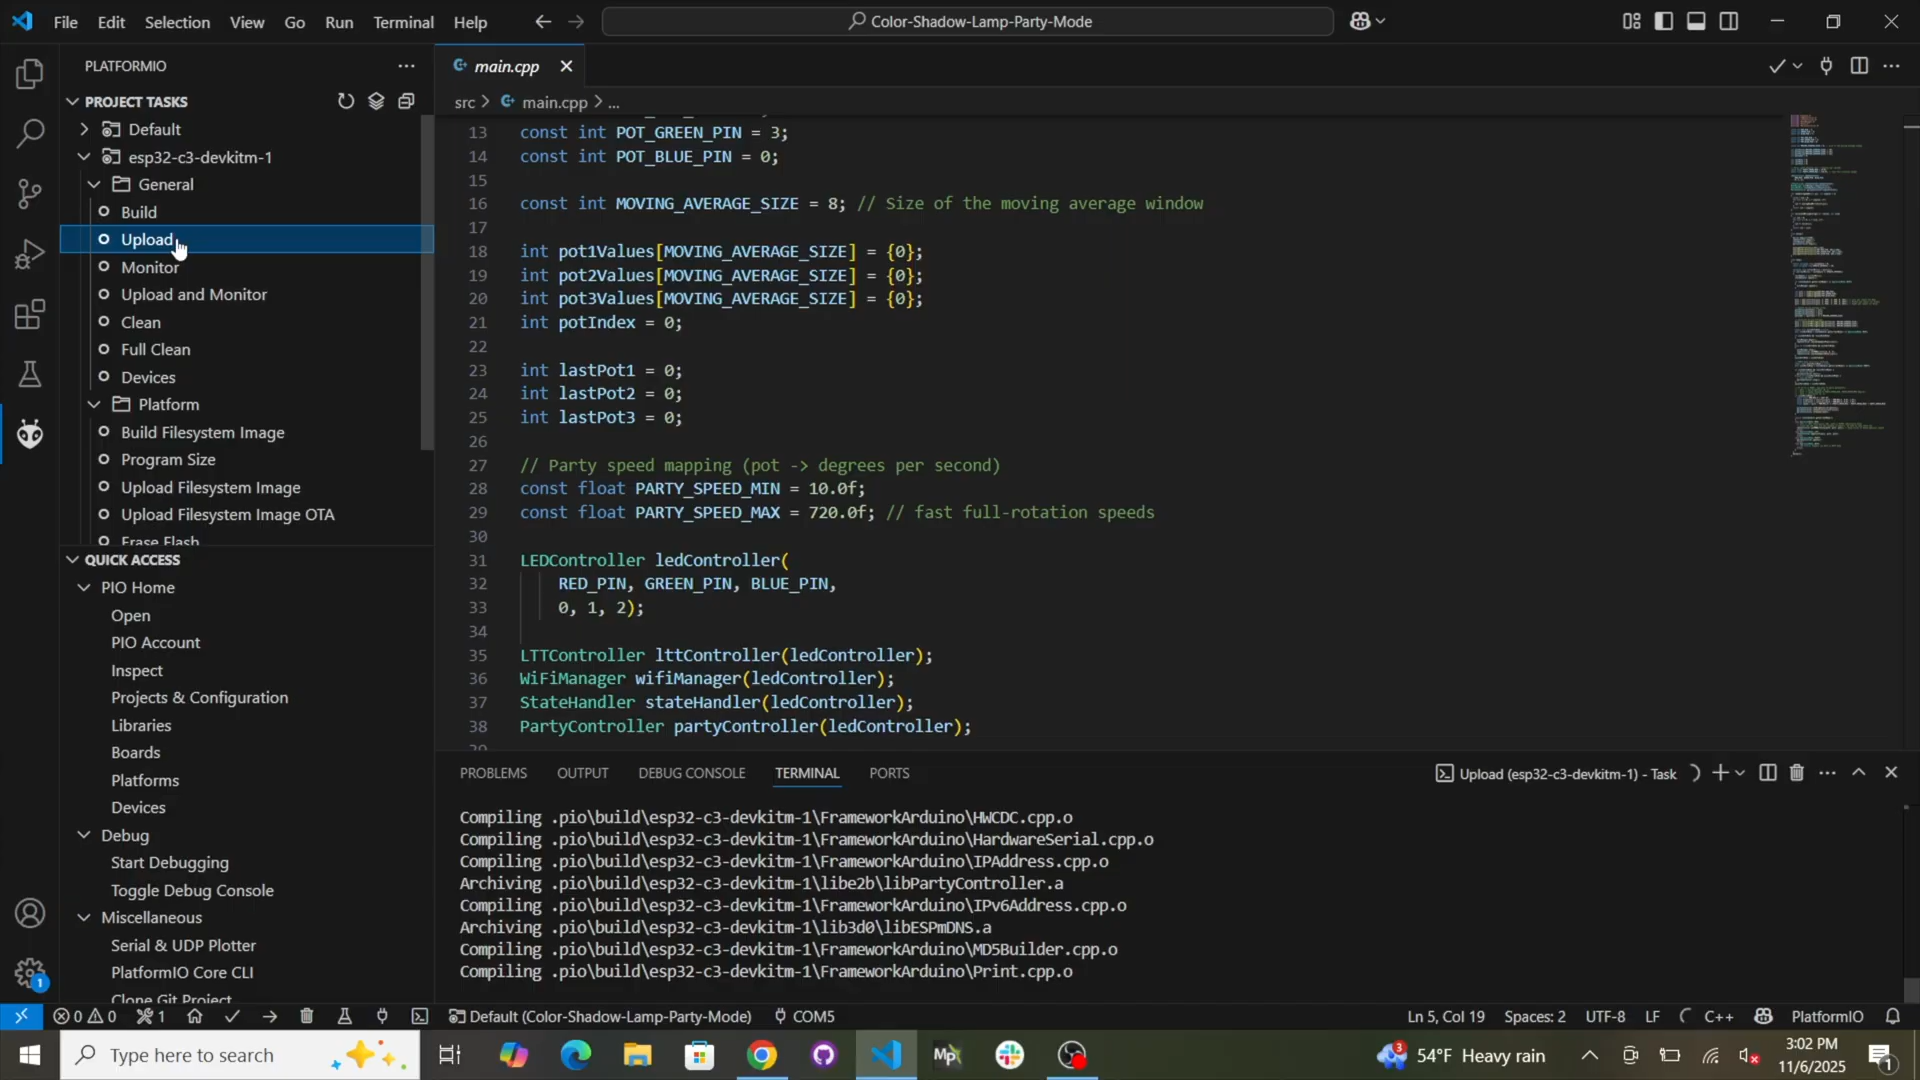 File Edit Selection View Go Run Terminal Help
Color-Shadow-Lamp-Party-Mode
PLATFORMIO
PROJECT TASKS
Default
esp32-c3-devkitm-1
General
Build
Upload
Monitor
Upload and Monitor
Clean
Full Clean
Devices
Platform
Build Filesystem Image
Program Size
Upload Filesystem Image
Upload Filesystem Image OTA
Erase Flash
QUICK ACCESS
PIO Home
Open
PIO Account
Inspect
Projects & Configuration
Libraries
Boards
Platforms
Devices
Debug
Start Debugging
Toggle Debug Console
Miscellaneous
Serial & UDP Plotter
PlatformIO Core CLI
Clone Git Project
main.cpp
src > main.cpp > ...
13 const int POT_GREEN_PIN = 3;
14 const int POT_BLUE_PIN = 0;
15
16 const int MOVING_AVERAGE_SIZE = 8; // Size of the moving average window
17
18 int pot1Values[MOVING_AVERAGE_SIZE] = {0};
19 int pot2Values[MOVING_AVERAGE_SIZE] = {0};
20 int pot3Values[MOVING_AVERAGE_SIZE] = {0};
21 int potIndex = 0;
22
23 int lastPot1 = 0;
24 int lastPot2 = 0;
25 int lastPot3 = 0;
26
27 // Party speed mapping (pot -> degrees per second)
28 const float PARTY_SPEED_MIN = 10.0f;
29 const float PARTY_SPEED_MAX = 720.0f; // fast full-rotation speeds
30
31 LEDController ledController(
32 RED_PIN, GREEN_PIN, BLUE_PIN,
33 0, 1, 2);
34
35 LTTController lttController(ledController);
36 WiFiManager wifiManager(ledController);
37 StateHandler stateHandler(ledController);
38 PartyController partyController(ledController);
39
PROBLEMS OUTPUT DEBUG CONSOLE TERMINAL PORTS
Upload (esp32-c3-devkitm-1) - Task
Compiling .pio\build\esp32-c3-devkitm-1\FrameworkArduino\HWCDC.cpp.o
Compiling .pio\build\esp32-c3-devkitm-1\FrameworkArduino\HardwareSerial.cpp.o
Compiling .pio\build\esp32-c3-devkitm-1\FrameworkArduino\IPAddress.cpp.o
Archiving .pio\build\esp32-c3-devkitm-1\libe2b\libPartyController.a
Compiling .pio\build\esp32-c3-devkitm-1\FrameworkArduino\IPv6Address.cpp.o
Archiving .pio\build\esp32-c3-devkitm-1\lib3d0\libESPmDNS.a
Compiling .pio\build\esp32-c3-devkitm-1\FrameworkArduino\MD5Builder.cpp.o
Compiling .pio\build\esp32-c3-devkitm-1\FrameworkArduino\Print.cpp.o
1
0 0 1 Default (Color-Shadow-Lamp-Party-Mode) COM5
Ln 5, Col 19 Spaces: 2 UTF-8 LF C++ PlatformIO
Type here to search
Mp
3
54°F Heavy rain
3:02 PM
11/6/2025
1